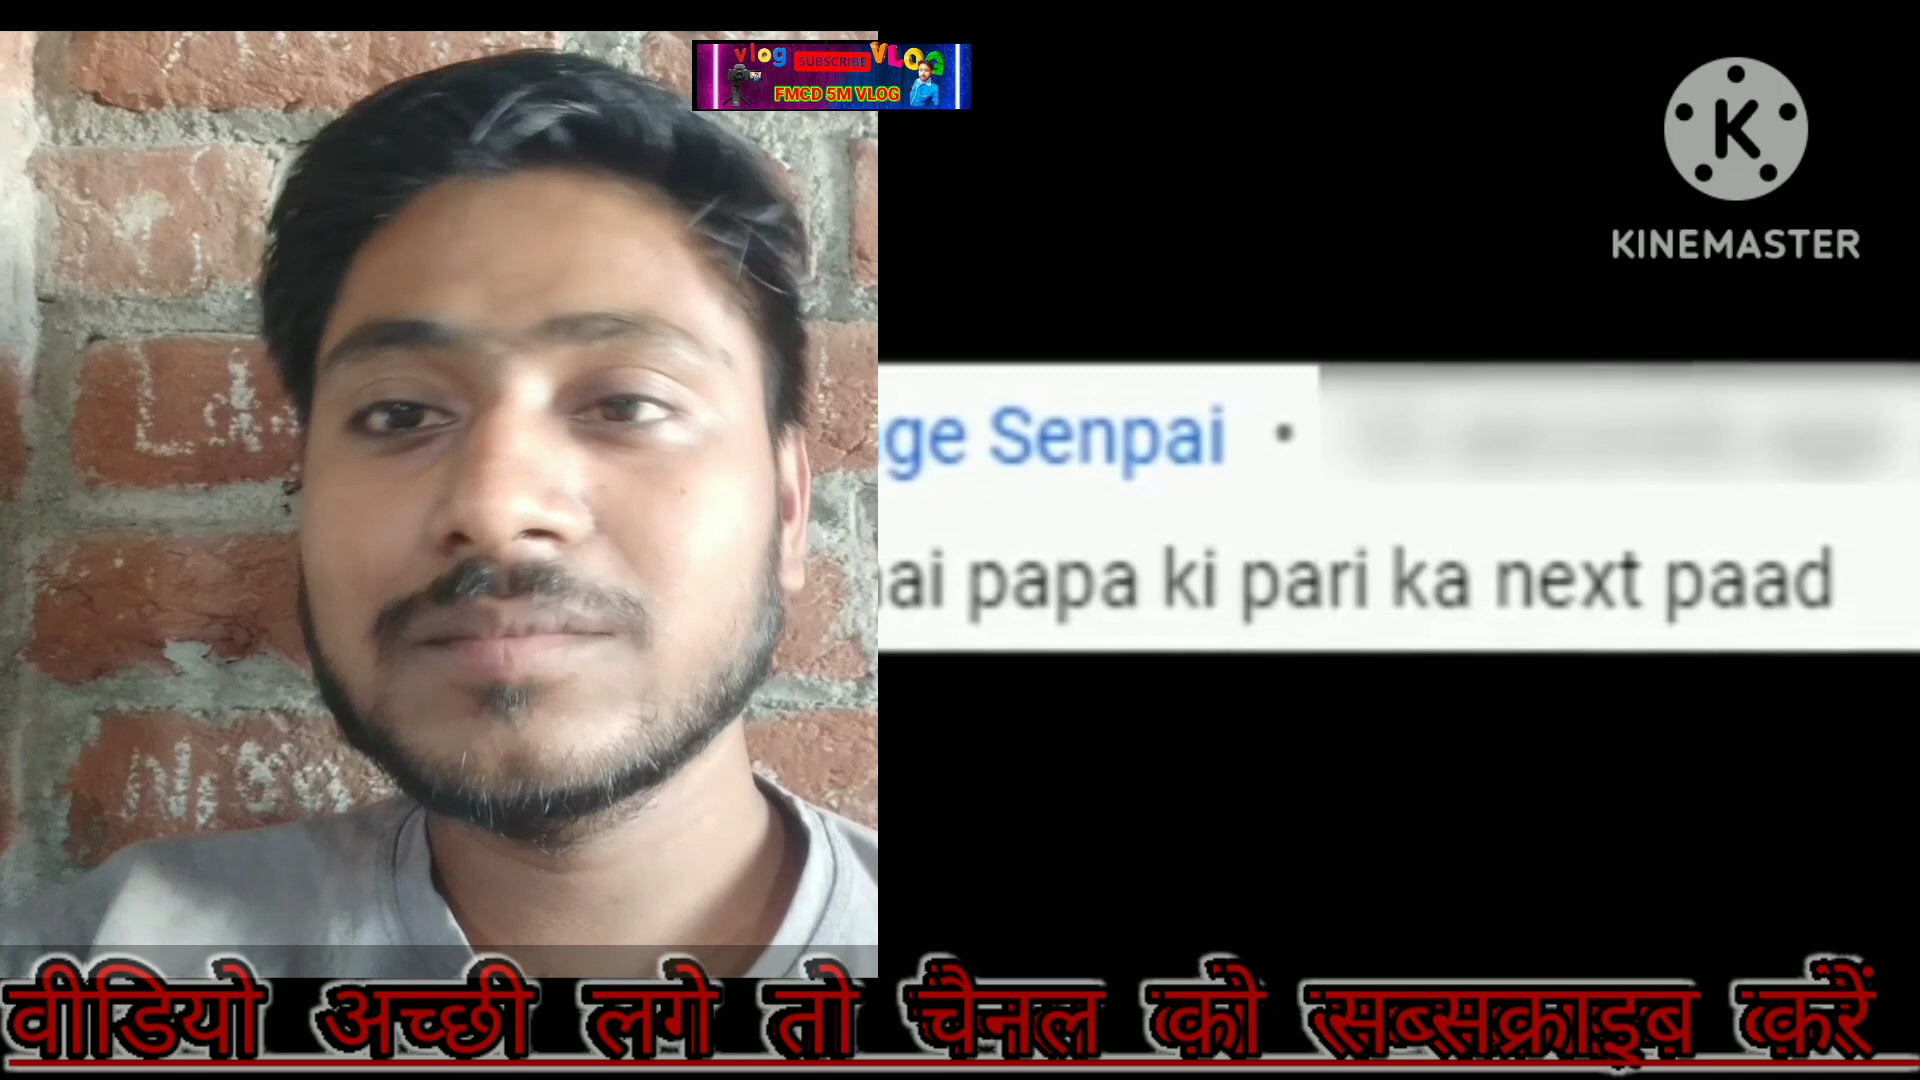 vlog SUBSCRIBE VLOG
FMCD 5M VLOG
KINEMASTER
ge Senpai •
ai papa ki pari ka next paad
वीडियो अच्छी लगे तो चैनल को सब्सक्राइब करें